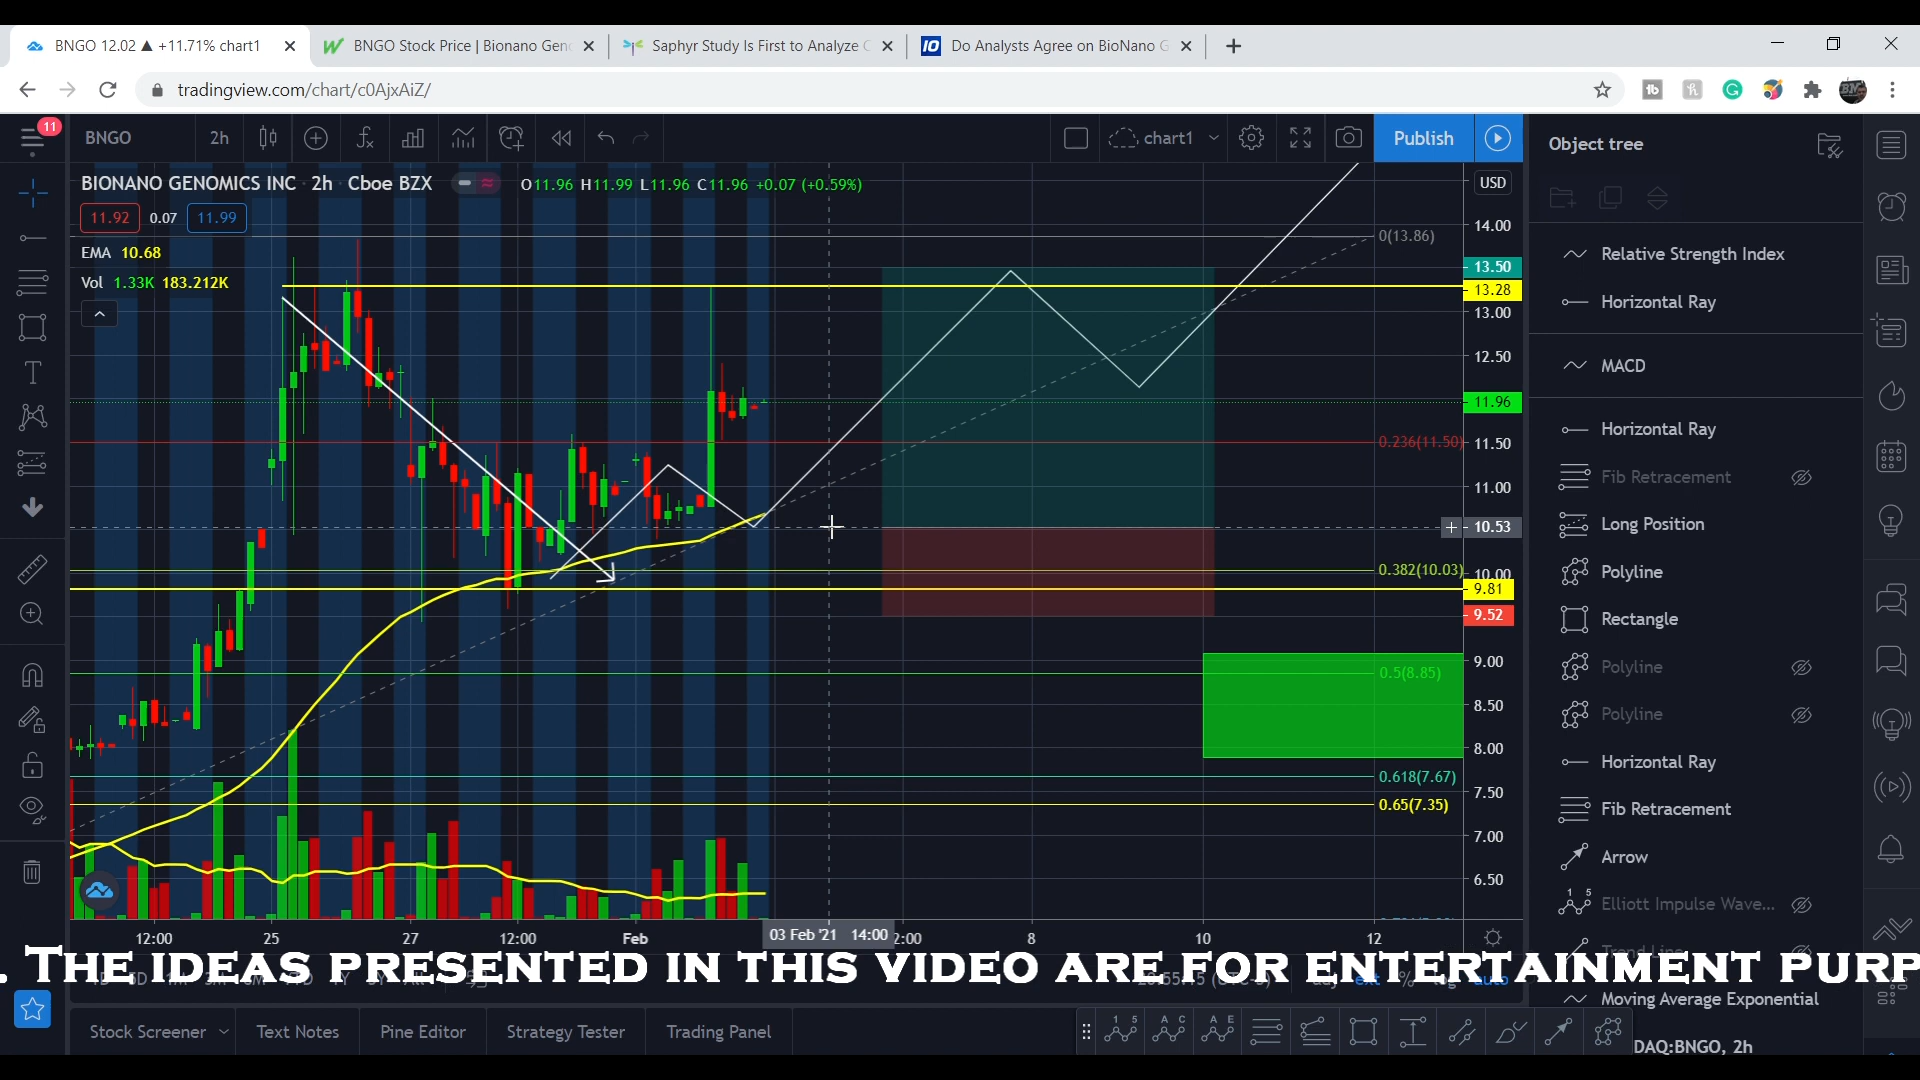 BNGO 12.02 ▲ +11.71% chart1
BNGO Stock Price | Bionano Gen
Saphyr Study Is First to Analyze
Do Analysts Agree on BioNano G
tradingview.com/chart/c0AjxAiZ/
11
BNGO
2h
chart1
Publish
Object tree
BIONANO GENOMICS INC · 2h · Cboe BZX
O11.96 H11.99 L11.96 C11.96 +0.07 (+0.59%)
USD
11.92 0.07 11.99
EMA 10.68
Vol 1.33K 183.212K
0(13.86)
0.236(11.50)
0.382(10.03)
0.5(8.85)
0.618(7.67)
0.65(7.35)
14.00
13.50
13.28
13.00
12.50
11.96
11.50
11.00
10.53
10.00
9.81
9.52
9.00
8.50
8.00
7.50
7.00
6.50
12:00
25
27
12:00
Feb
03 Feb '21 14:00
2:00
8
10
12
Relative Strength Index
Horizontal Ray
MACD
Horizontal Ray
Fib Retracement
Long Position
Polyline
Rectangle
Polyline
Polyline
Horizontal Ray
Fib Retracement
Arrow
Elliott Impulse Wave...
Trend Line
Moving Average Exponential
DAQ:BNGO, 2h
. The ideas presented in this video are for entertainment purp
ext
%
log
auto
Stock Screener
Text Notes
Pine Editor
Strategy Tester
Trading Panel